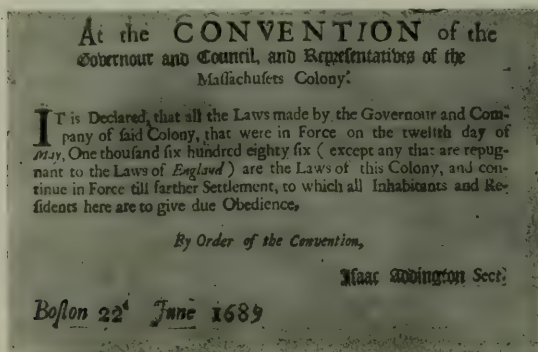 At the CONVENTION of the
Governour and Council, and Representatives of the
Maſſachuſets Colony.
IT is Declared, that all the Laws made by the Governour and Com-
pany of ſaid Colony, that were in Force on the twelfth day of
May, One thouſand ſix hundred eighty ſix ( except any that are repug-
nant to the Laws of England ) are the Laws of this Colony, and con-
tinue in Force till farther Settlement, to which all Inhabitants and Re-
ſidents here are to give due Obedience,
By Order of the Convention,
Iſaac Addington Secr.
Boſton 22ᵈ June 1689